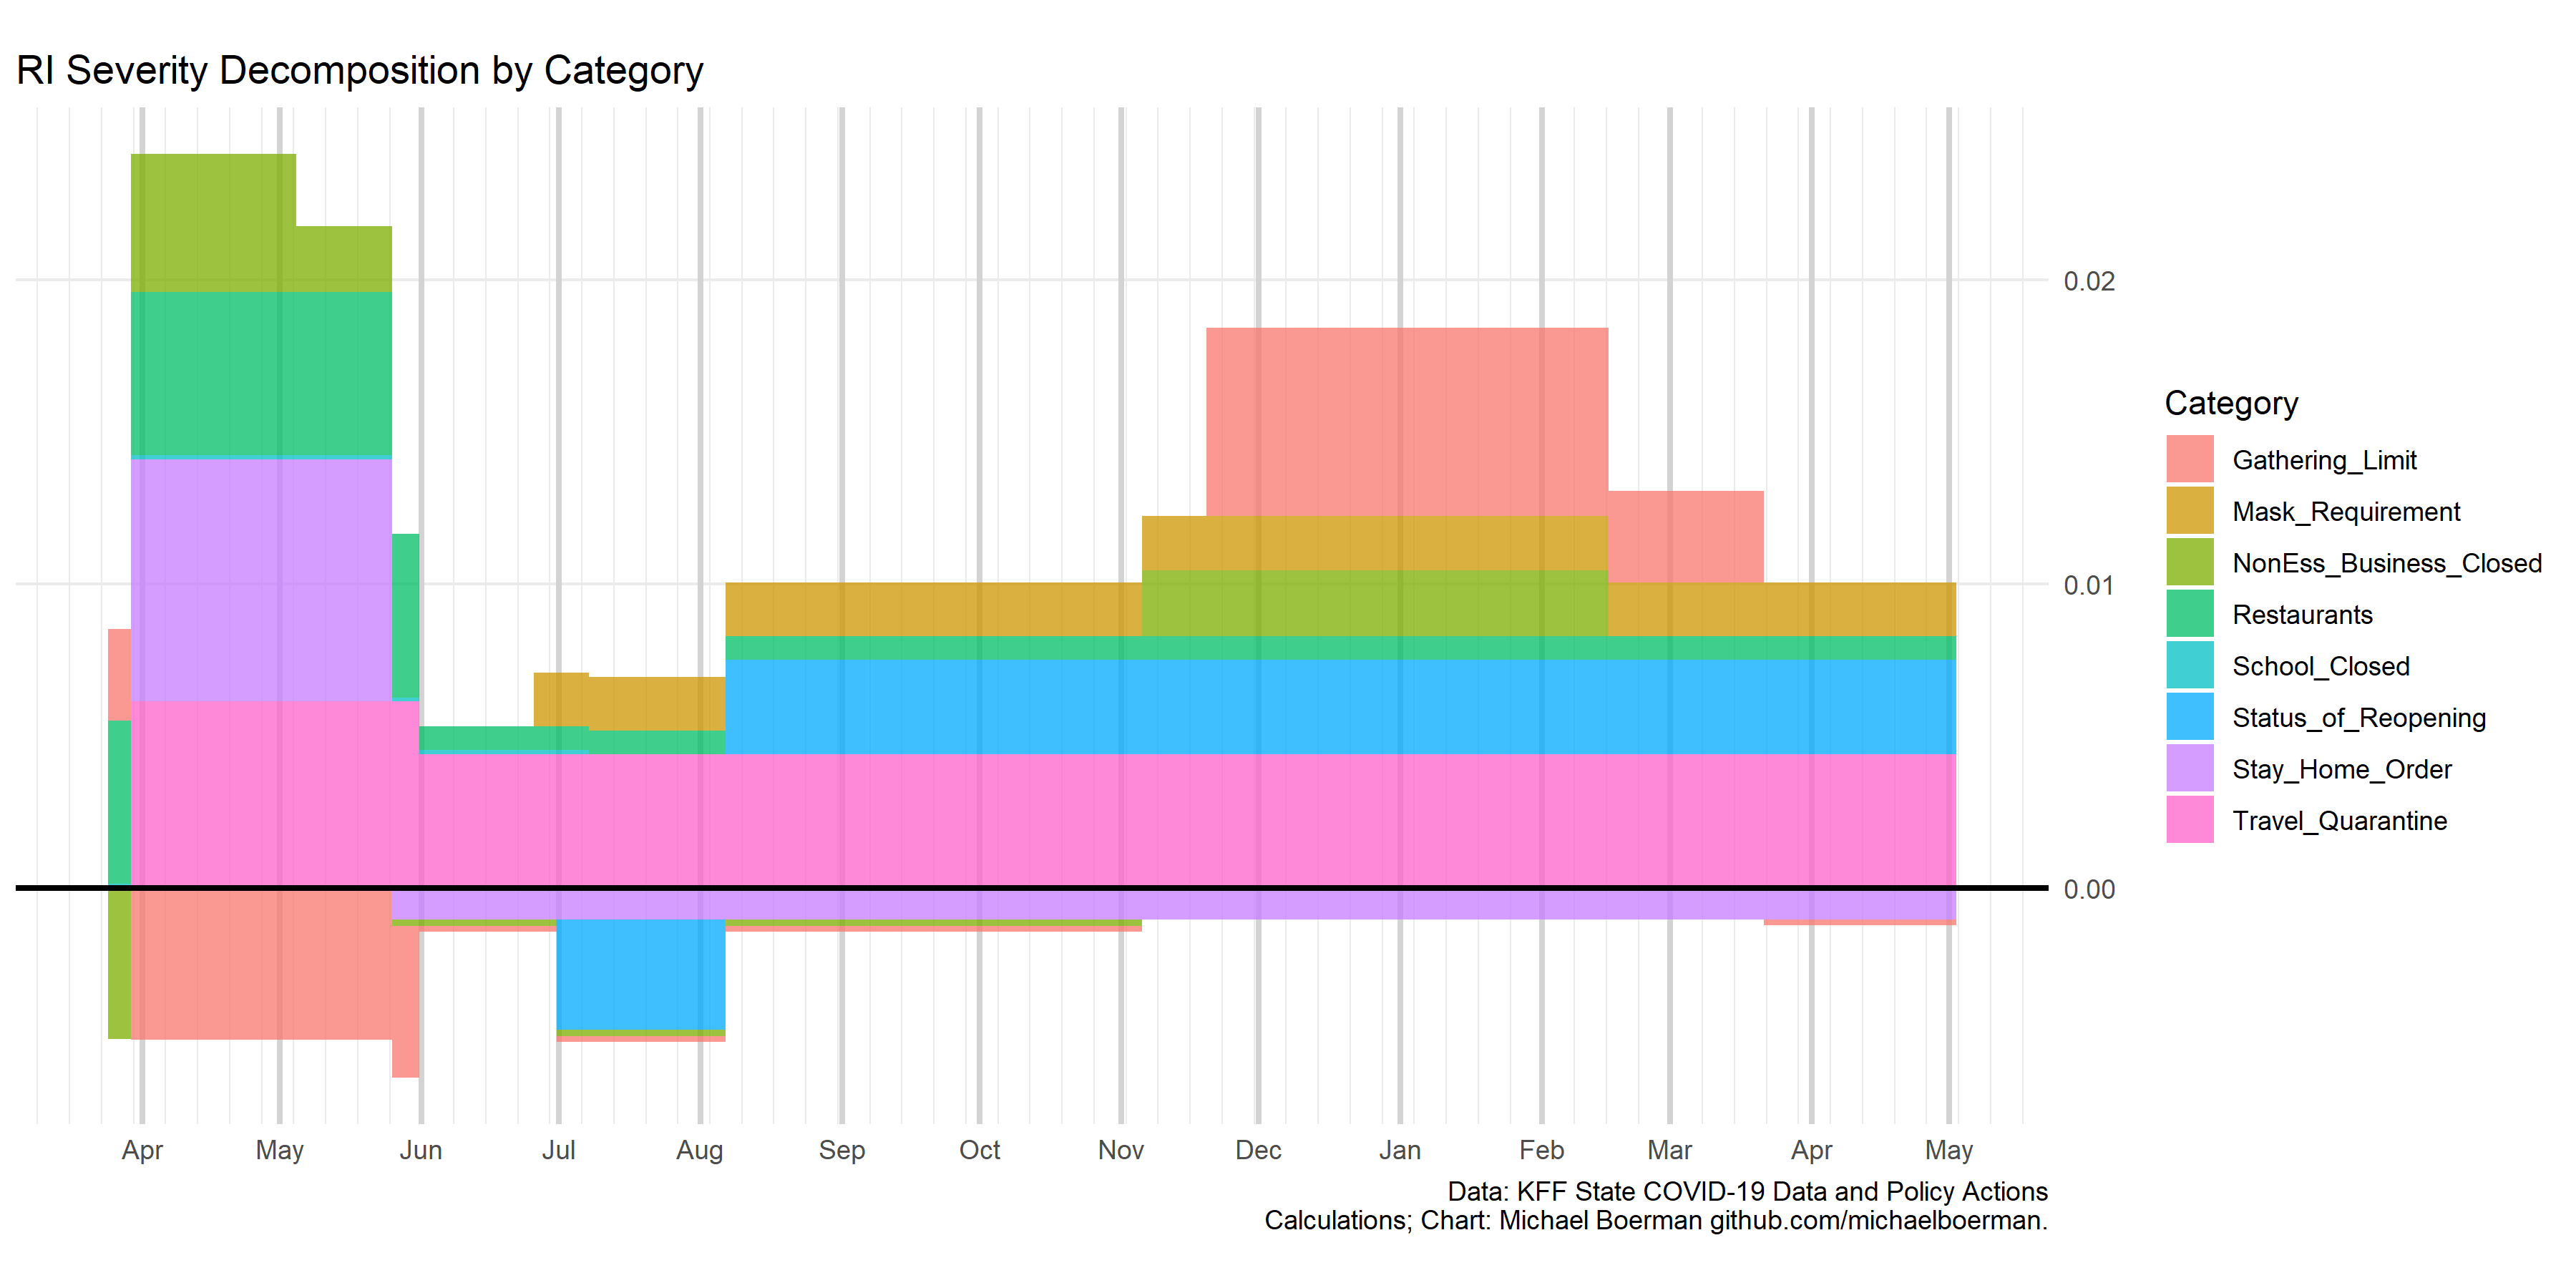 RI Severity Decomposition by Category
0.02
0.01
0.00
Category
Gathering_Limit
Mask_Requirement
NonEss_Business_Closed
Restaurants
School_Closed
Status_of_Reopening
Stay_Home_Order
Travel_Quarantine
Apr May Jun Jul Aug Sep Oct Nov Dec Jan Feb Mar Apr May
Data: KFF State COVID-19 Data and Policy Actions
Calculations; Chart: Michael Boerman github.com/michaelboerman.